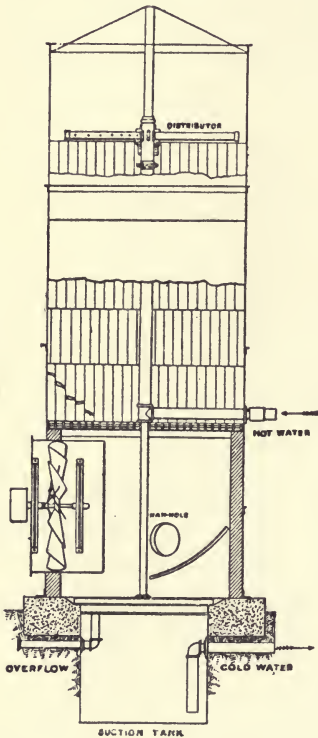 DISTRIBUTOR
HOT WATER
MAN-HOLE
OVERFLOW
COLD WATER
SUCTION TANK